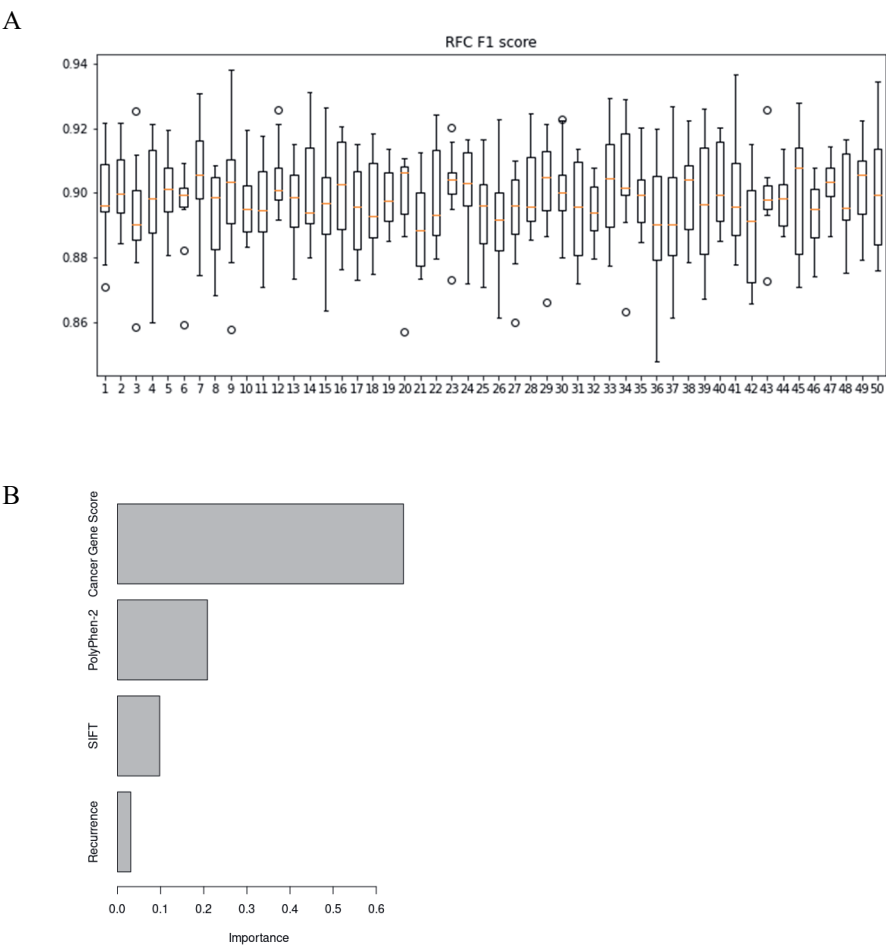 A
RFC F1 score
0.94
0.92
0.90
0.88
0.86
1 2 3 4 5 6 7 8 9 10 11 12 13 14 15 16 17 18 19 20 21 22 23 24 25 26 27 28 29 30 31 32 33 34 35 36 37 38 39 40 41 42 43 44 45 46 47 48 49 50
B
Cancer Gene Score
PolyPhen-2
SIFT
Recurrence
0.0 0.1 0.2 0.3 0.4 0.5 0.6
Importance